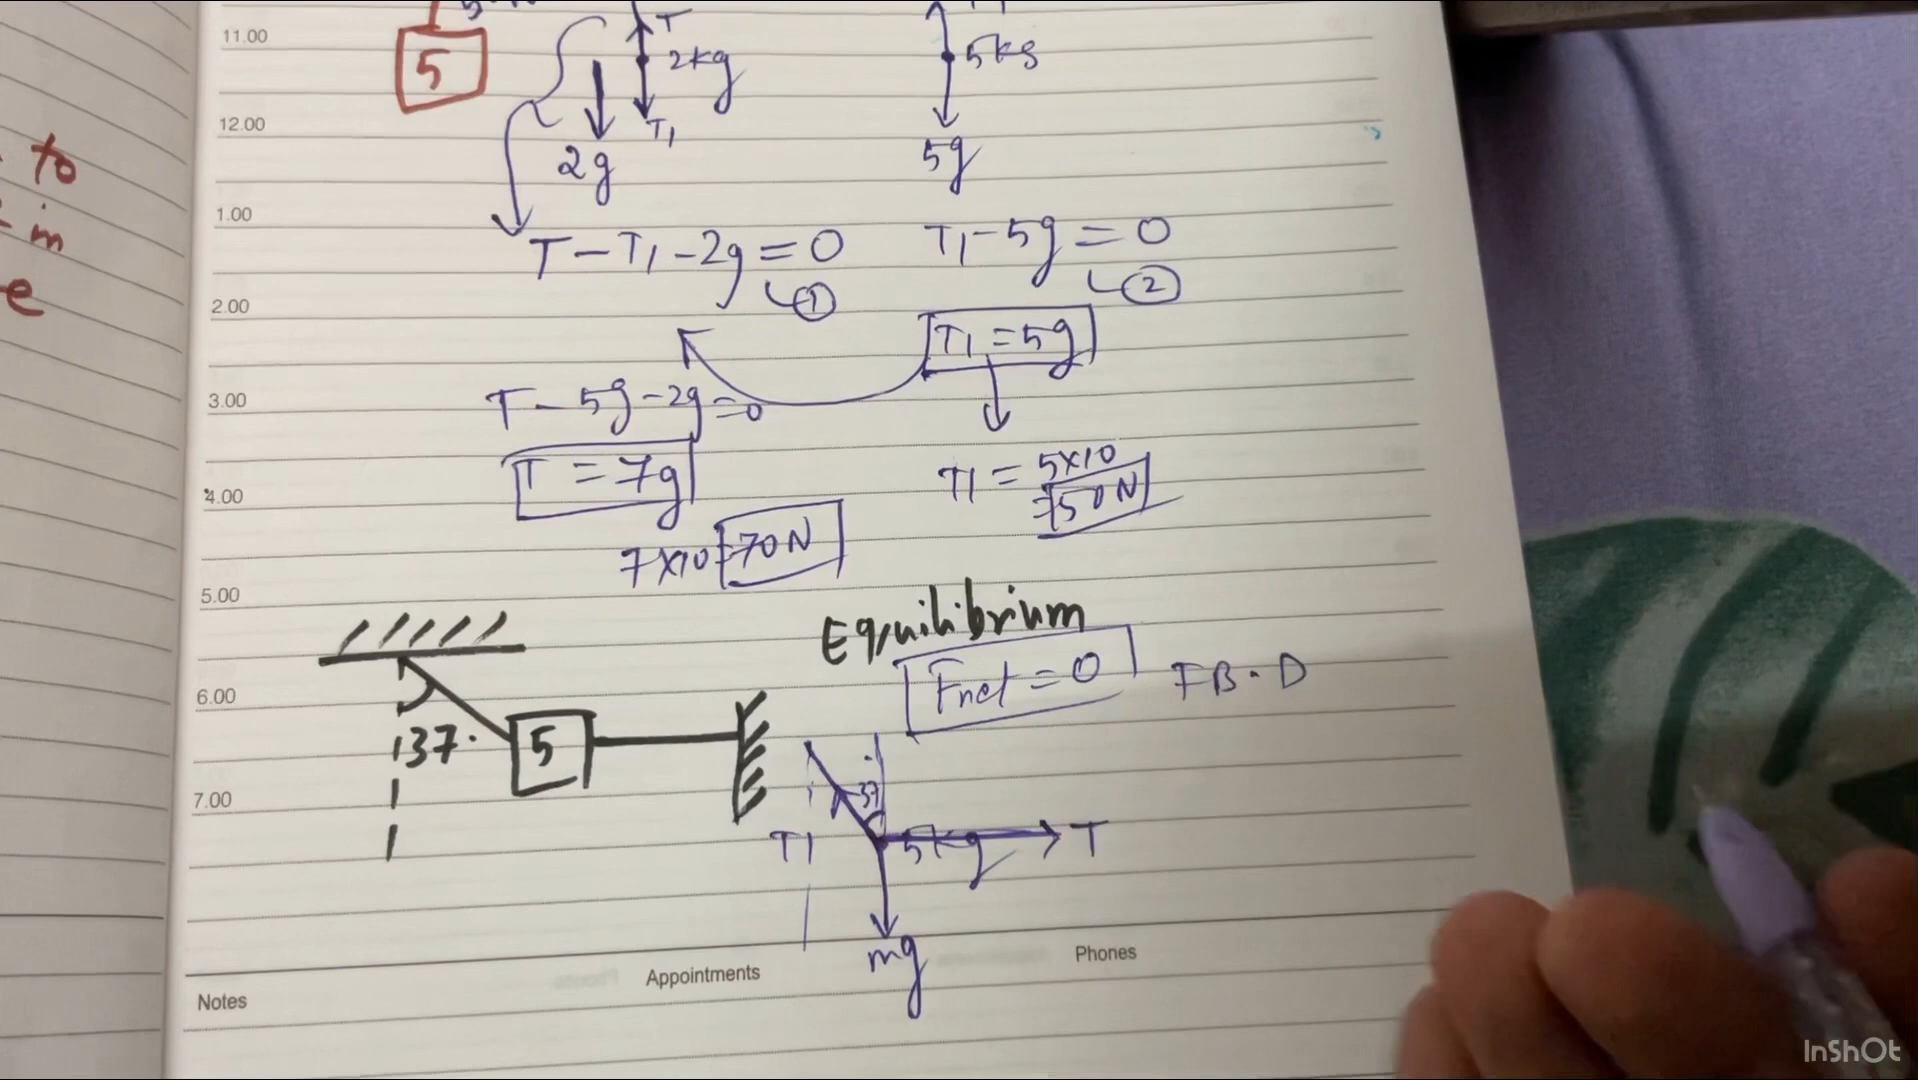 11.00
5
T
2kg
T1
2g
5kg
5g
12.00
to
in
e
1.00
T - T1 - 2g = 0
①
T1 - 5g = 0
②
2.00
T1 = 5g
3.00
T - 5g - 2g = 0
T = 7g
T1 = 5×10
= 50N
4.00
7×10 = 70N
5.00
Equilibrium
Fnet = 0
F B . D
6.00
37°
5
37
7.00
T1
5kg
T
mg
Notes
Appointments
Phones
InShOt